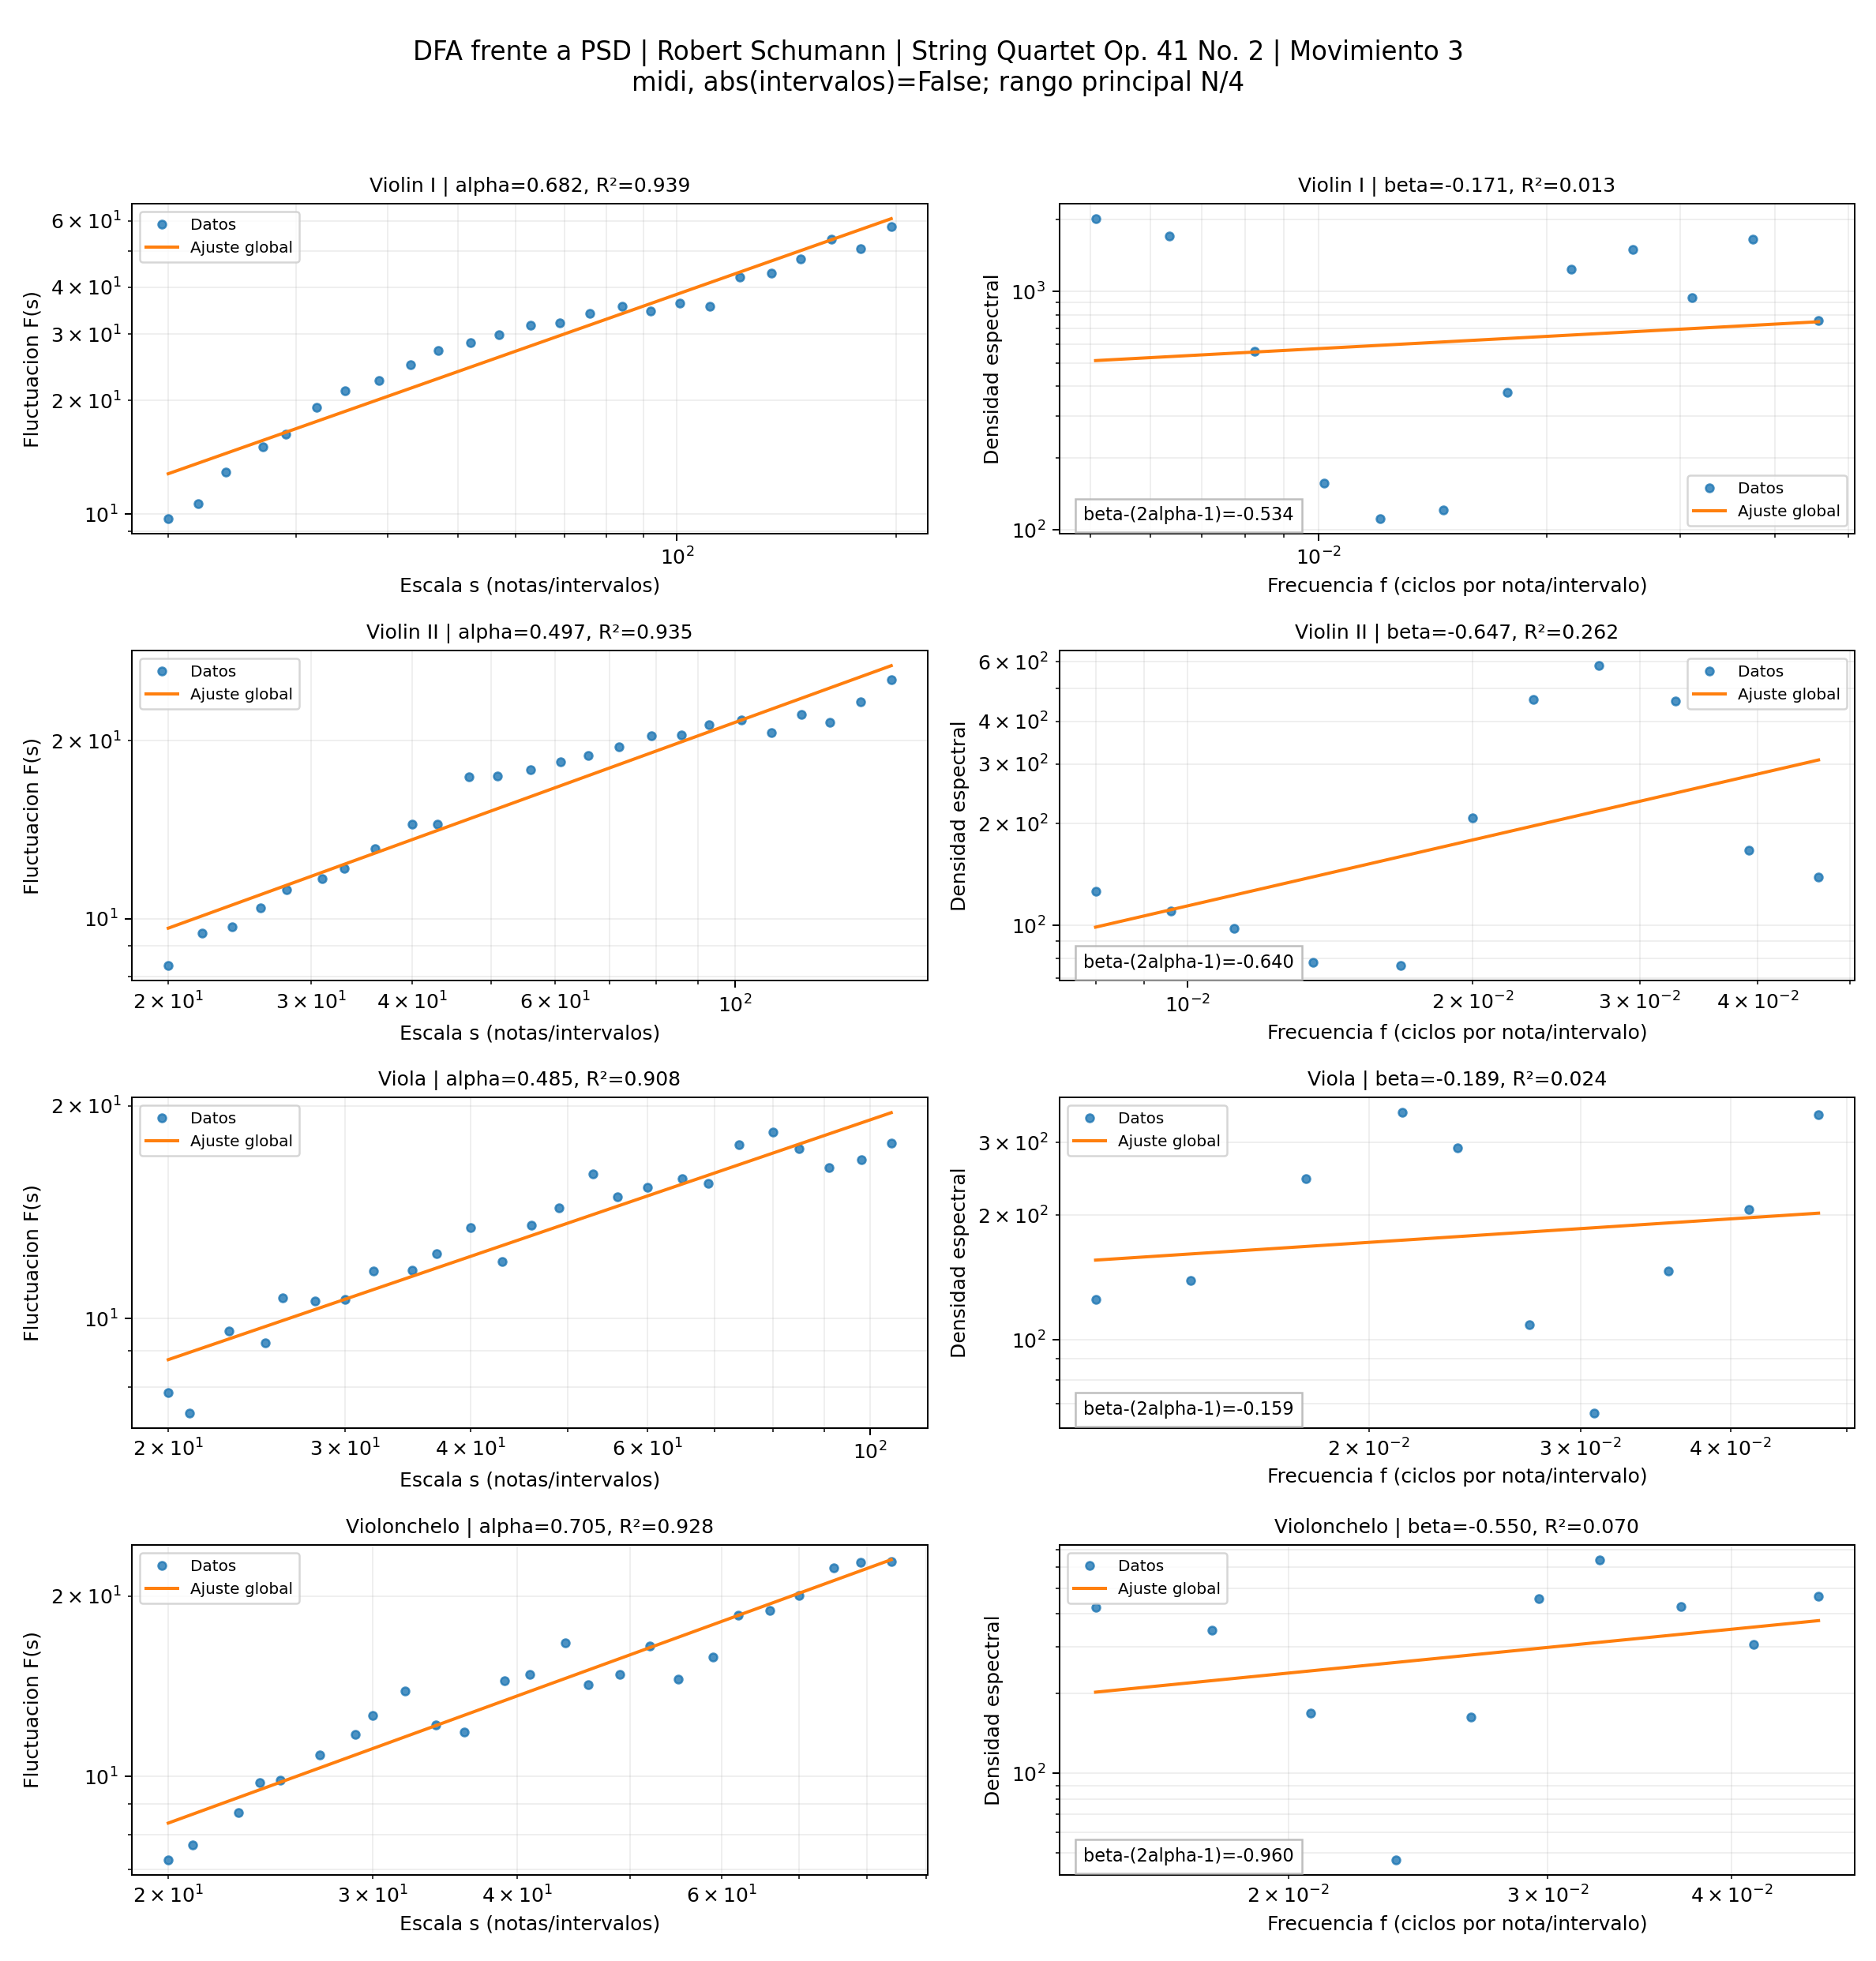 DFA frente a PSD | Robert Schumann | String Quartet Op. 41 No. 2 | Movimiento 3
midi, abs(intervalos)=False; rango principal N/4
Violin I | alpha=0.682, R²=0.939
6 × 10¹
4 × 10¹
3 × 10¹
2 × 10¹
10¹
Fluctuacion F(s)
Datos
Ajuste global
10²
Escala s (notas/intervalos)
Violin I | beta=-0.171, R²=0.013
10³
10²
Densidad espectral
beta-(2alpha-1)=-0.534
Datos
Ajuste global
10⁻²
Frecuencia f (ciclos por nota/intervalo)
Violin II | alpha=0.497, R²=0.935
2 × 10¹
10¹
Fluctuacion F(s)
Datos
Ajuste global
2 × 10¹ 3 × 10¹ 4 × 10¹ 6 × 10¹ 10²
Escala s (notas/intervalos)
Violin II | beta=-0.647, R²=0.262
6 × 10²
4 × 10²
3 × 10²
2 × 10²
10²
Densidad espectral
Datos
Ajuste global
beta-(2alpha-1)=-0.640
10⁻² 2 × 10⁻² 3 × 10⁻² 4 × 10⁻²
Frecuencia f (ciclos por nota/intervalo)
Viola | alpha=0.485, R²=0.908
2 × 10¹
10¹
Fluctuacion F(s)
Datos
Ajuste global
2 × 10¹ 3 × 10¹ 4 × 10¹ 6 × 10¹ 10²
Escala s (notas/intervalos)
Viola | beta=-0.189, R²=0.024
3 × 10²
2 × 10²
10²
Densidad espectral
Datos
Ajuste global
beta-(2alpha-1)=-0.159
2 × 10⁻² 3 × 10⁻² 4 × 10⁻²
Frecuencia f (ciclos por nota/intervalo)
Violonchelo | alpha=0.705, R²=0.928
2 × 10¹
10¹
Fluctuacion F(s)
Datos
Ajuste global
2 × 10¹ 3 × 10¹ 4 × 10¹ 6 × 10¹
Escala s (notas/intervalos)
Violonchelo | beta=-0.550, R²=0.070
10²
Densidad espectral
Datos
Ajuste global
beta-(2alpha-1)=-0.960
2 × 10⁻² 3 × 10⁻² 4 × 10⁻²
Frecuencia f (ciclos por nota/intervalo)